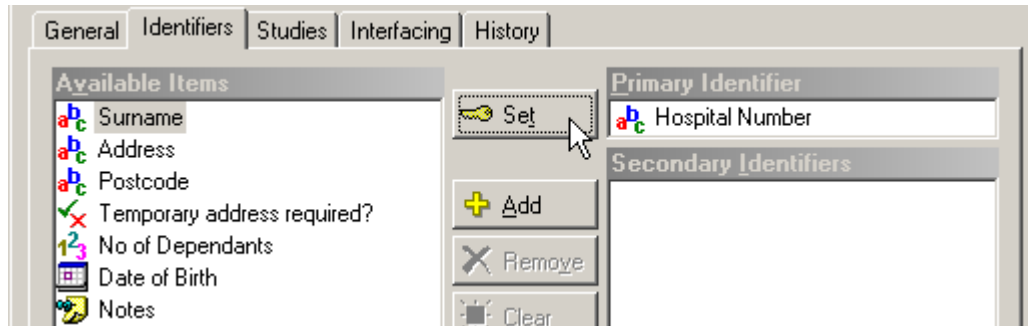 General Identifiers Studies Interfacing History
Available Items
Surname
Address
Postcode
Temporary address required?
No of Dependants
Date of Birth
Notes
Set
Add
Remove
Clear
Primary Identifier
Hospital Number
Secondary Identifiers